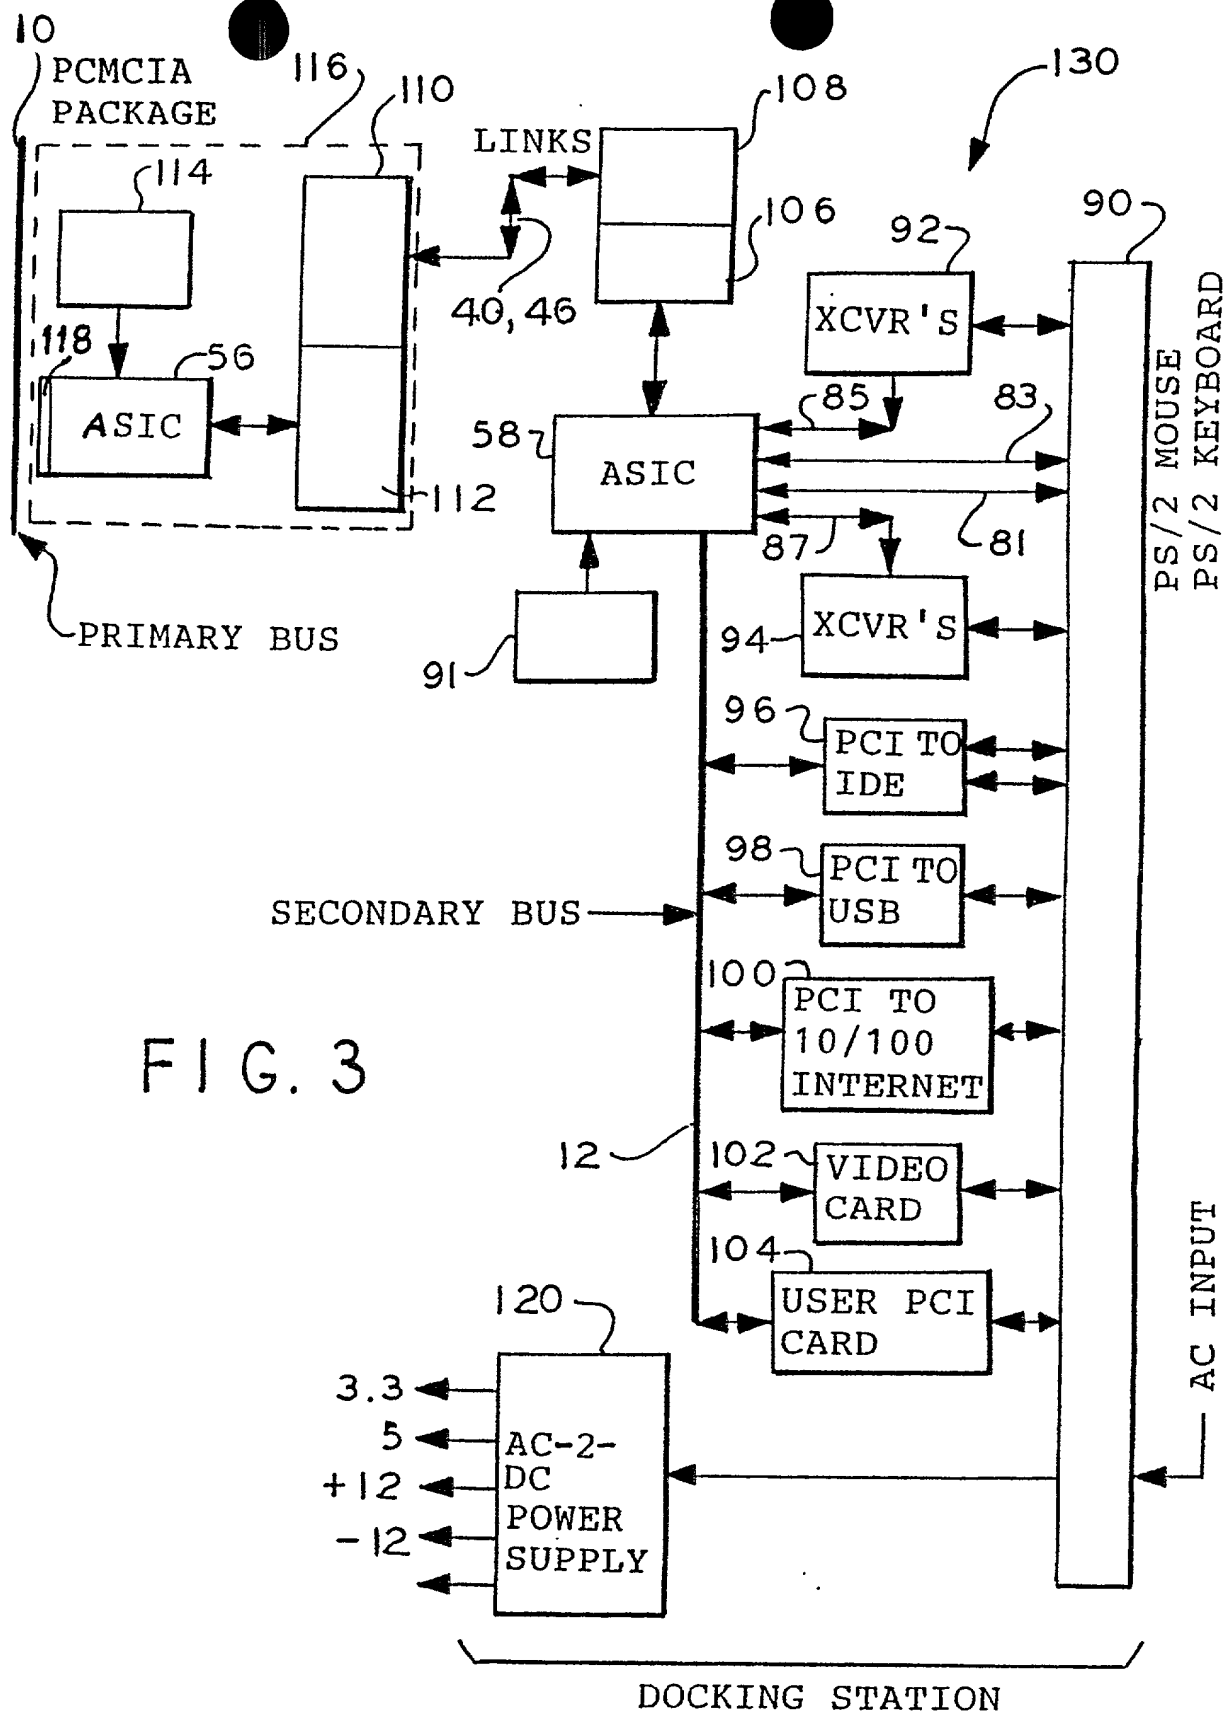 10
PCMCIA
PACKAGE
116
110
108
130
LINKS
114
106
92
90
40, 46
XCVR'S
118
56
ASIC
85
83
58
ASIC
112
87
81
PS/2 MOUSE
PS/2 KEYBOARD
PRIMARY BUS
91
94
XCVR'S
96
PCI TO
IDE
98
PCI TO
USB
SECONDARY BUS
100
PCI TO
10/100
INTERNET
FIG. 3
12
102
VIDEO
CARD
104
USER PCI
CARD
AC INPUT
120
3.3
5
+12
-12
AC-2-
DC
POWER
SUPPLY
DOCKING STATION